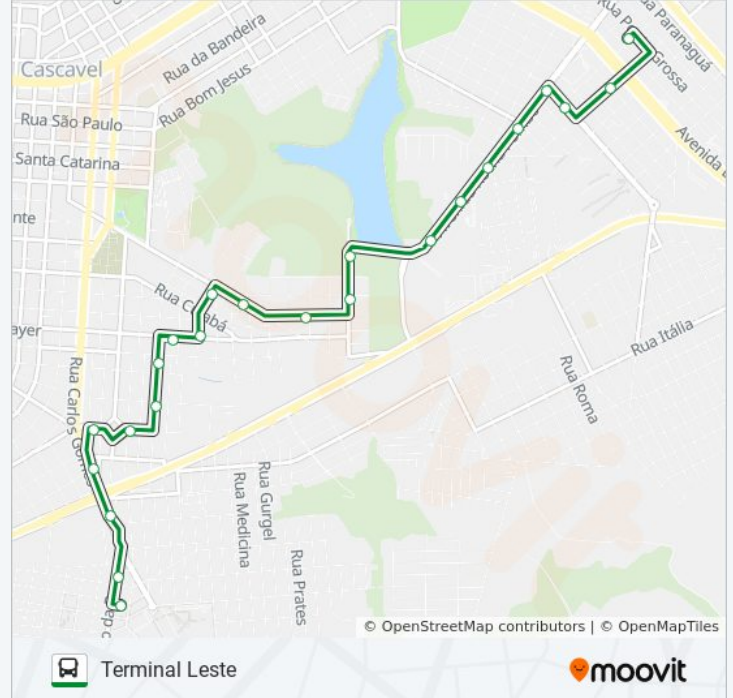 Rua da Bandeira
Rua Paranaguá
Grossa
Cascavel
Rua Bom Jesus
Rua São Paulo
Avenida
Santa Catarina
nte
Rua Cuiabá
ayer
Rua Itália
Rua Carlos Gomes
Rua Roma
Rua Gurgel
Rua Medicina
Rua Prates
© OpenStreetMap contributors | © OpenMapTiles
Terminal Leste
moovit